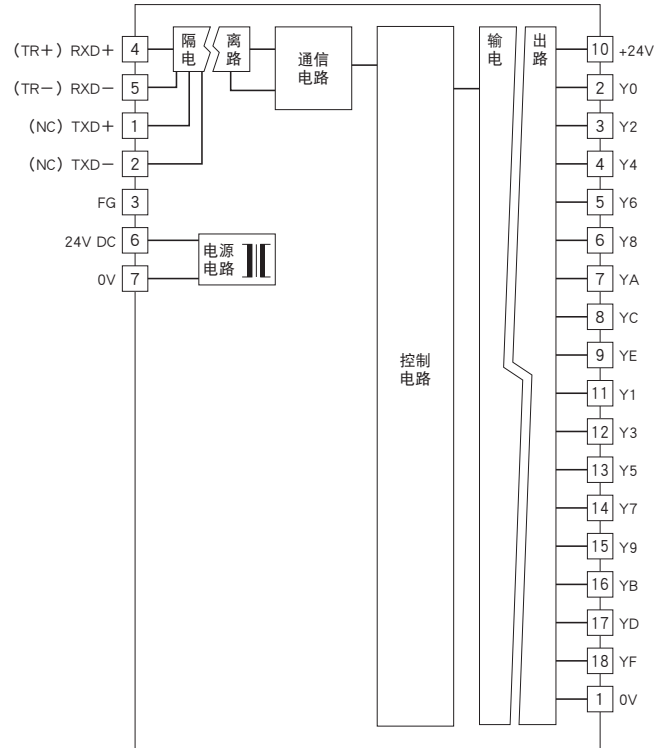 (TR+) RXD+ 4
(TR−) RXD− 5
(NC) TXD+ 1
(NC) TXD− 2
FG 3
24V DC 6
0V 7
隔 离
电 路
通信
电路
电源
电路
控制
电路
输 出
电 路
10 +24V
2 Y0
3 Y2
4 Y4
5 Y6
6 Y8
7 YA
8 YC
9 YE
11 Y1
12 Y3
13 Y5
14 Y7
15 Y9
16 YB
17 YD
18 YF
1 0V